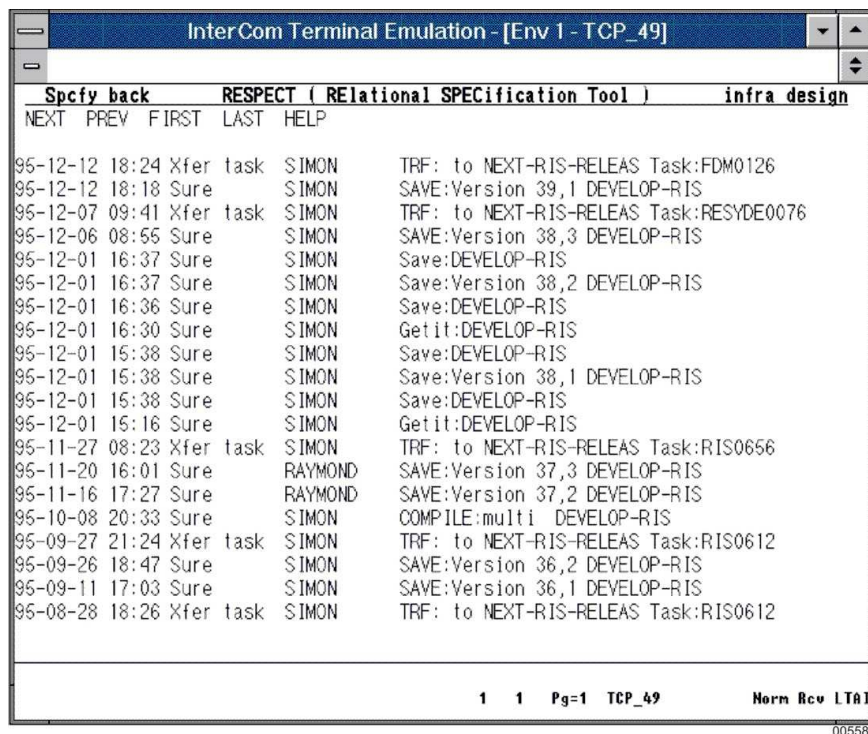 InterCom Terminal Emulation - [Env 1 - TCP_49]
Spcfy back RESPECT ( RElational SPECification Tool ) infra design
NEXT PREV FIRST LAST HELP
95-12-12 18:24 Xfer task SIMON TRF: to NEXT-RIS-RELEAS Task:FDM0126
95-12-12 18:18 Sure SIMON SAVE:Version 39,1 DEVELOP-RIS
95-12-07 09:41 Xfer task SIMON TRF: to NEXT-RIS-RELEAS Task:RESYDE0076
95-12-06 08:55 Sure SIMON SAVE:Version 38,3 DEVELOP-RIS
95-12-01 16:37 Sure SIMON Save:DEVELOP-RIS
95-12-01 16:37 Sure SIMON Save:Version 38,2 DEVELOP-RIS
95-12-01 16:36 Sure SIMON Save:DEVELOP-RIS
95-12-01 16:30 Sure SIMON Getit:DEVELOP-RIS
95-12-01 15:38 Sure SIMON Save:DEVELOP-RIS
95-12-01 15:38 Sure SIMON Save:Version 38,1 DEVELOP-RIS
95-12-01 15:38 Sure SIMON Save:DEVELOP-RIS
95-12-01 15:16 Sure SIMON Getit:DEVELOP-RIS
95-11-27 08:23 Xfer task SIMON TRF: to NEXT-RIS-RELEAS Task:RIS0656
95-11-20 16:01 Sure RAYMOND SAVE:Version 37,3 DEVELOP-RIS
95-11-16 17:27 Sure RAYMOND SAVE:Version 37,2 DEVELOP-RIS
95-10-08 20:33 Sure SIMON COMPILE:multi DEVELOP-RIS
95-09-27 21:24 Xfer task SIMON TRF: to NEXT-RIS-RELEAS Task:RIS0612
95-09-26 18:47 Sure SIMON SAVE:Version 36,2 DEVELOP-RIS
95-09-11 17:03 Sure SIMON SAVE:Version 36,1 DEVELOP-RIS
95-08-28 18:26 Xfer task SIMON TRF: to NEXT-RIS-RELEAS Task:RIS0612
1 1 Pg=1 TCP_49 Norm Rcv LTAI
00558